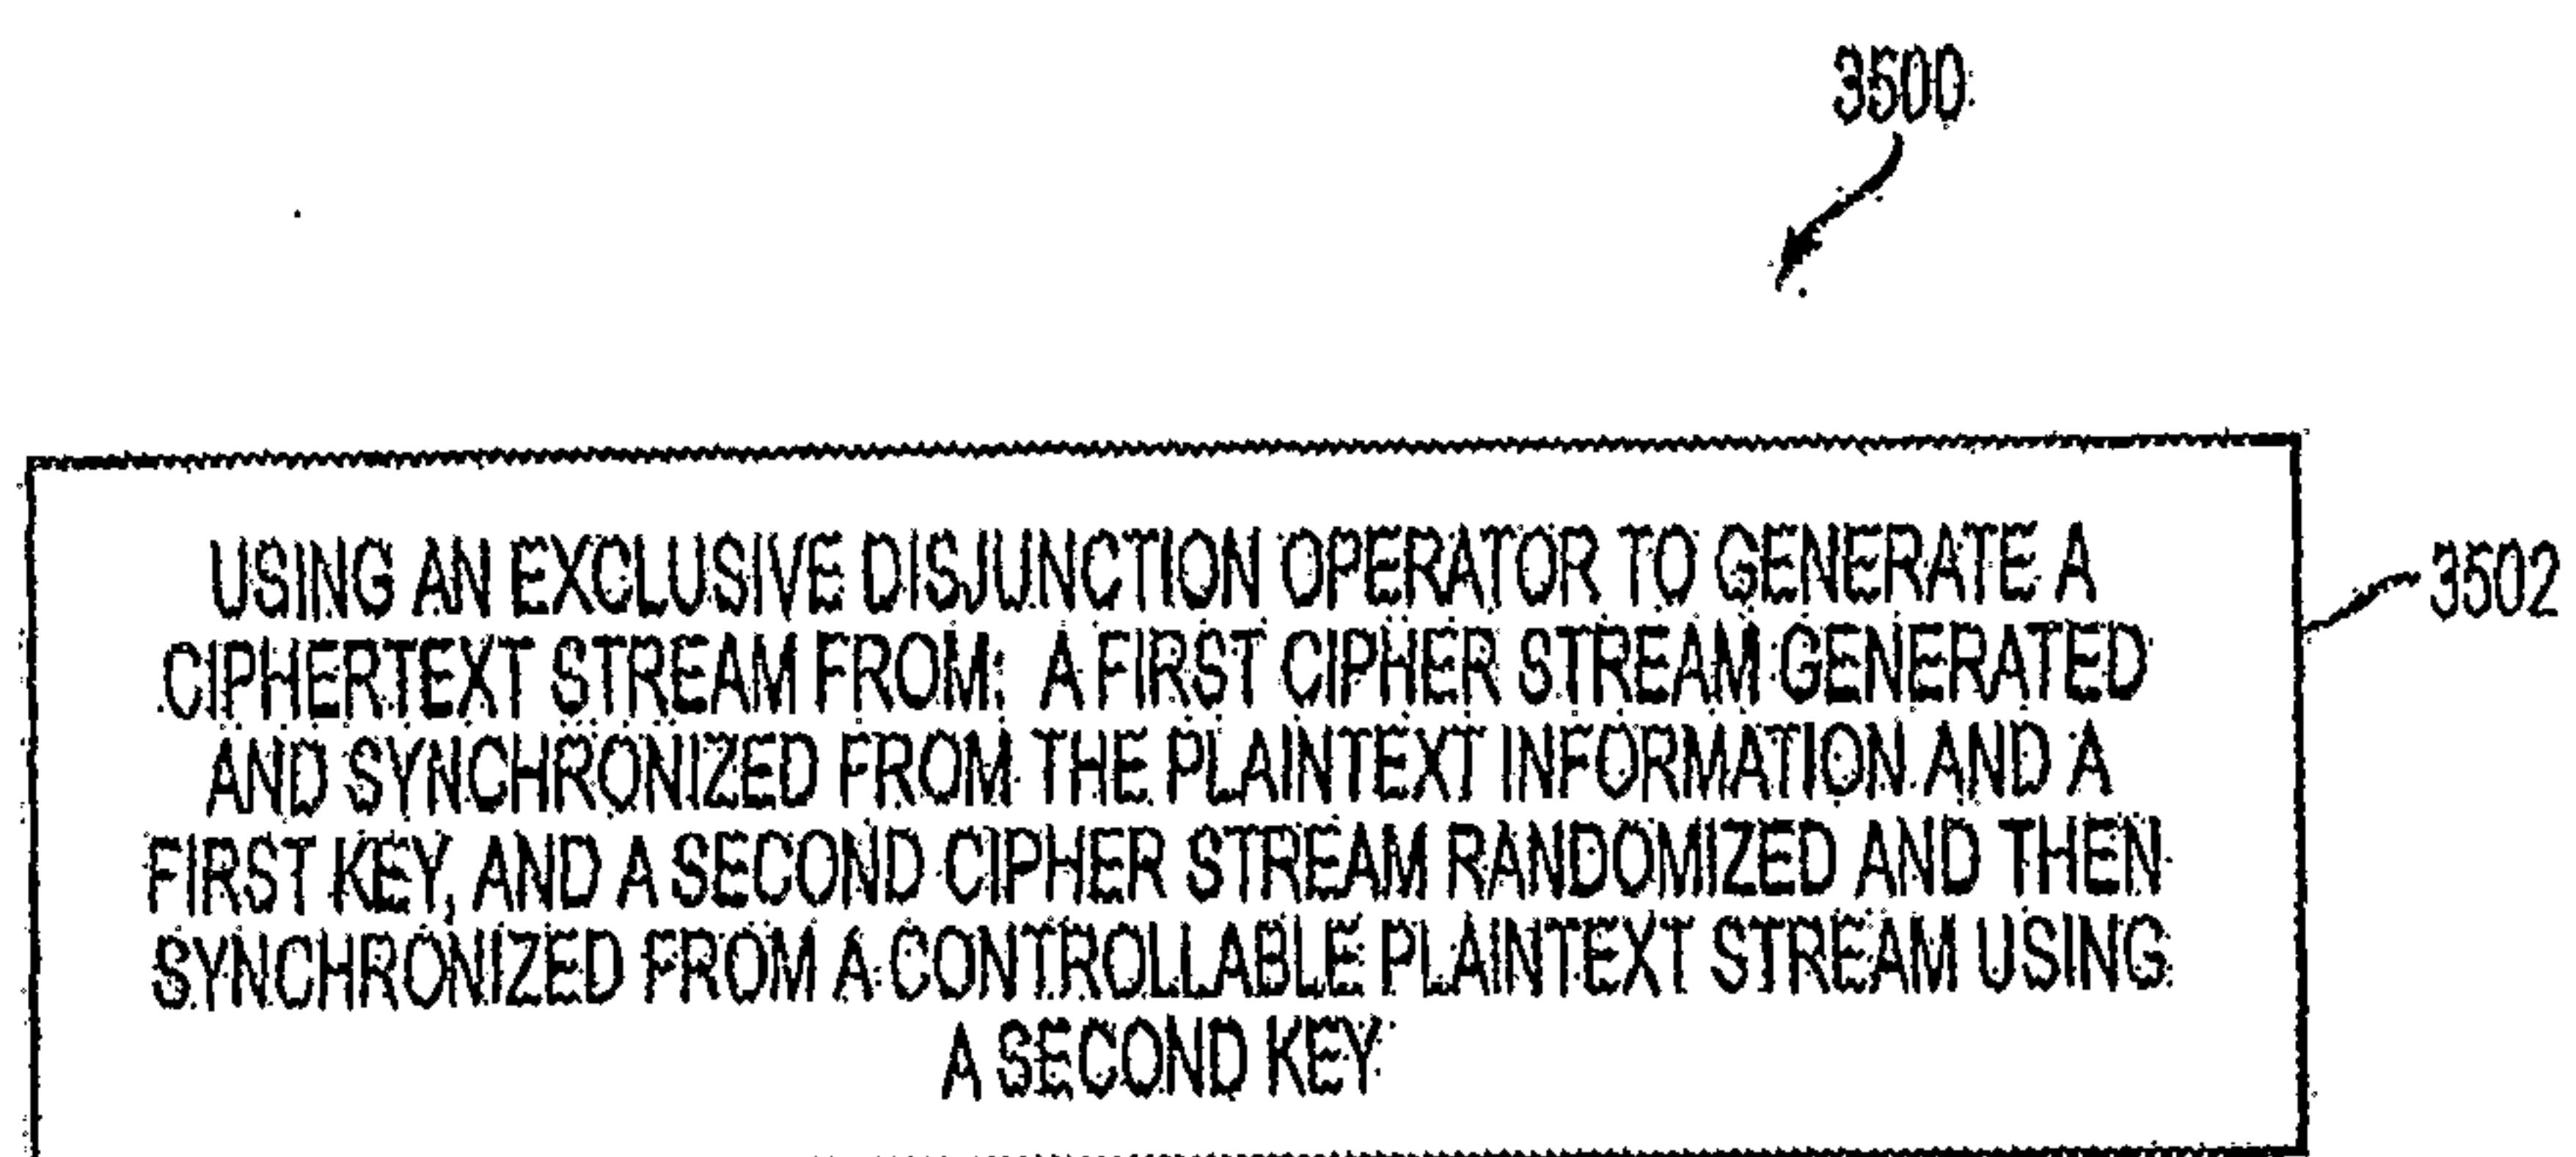 3500
USING AN EXCLUSIVE DISJUNCTION OPERATOR TO GENERATE A
3502
CIPHERTEXT STREAM FROM: A FIRST CIPHER STREAM GENERATED
AND SYNCHRONIZED FROM THE PLAINTEXT INFORMATION AND A
FIRST KEY, AND A SECOND CIPHER STREAM RANDOMIZED AND THEN
SYNCHRONIZED FROM A CONTROLLABLE PLAINTEXT STREAM USING
A SECOND KEY